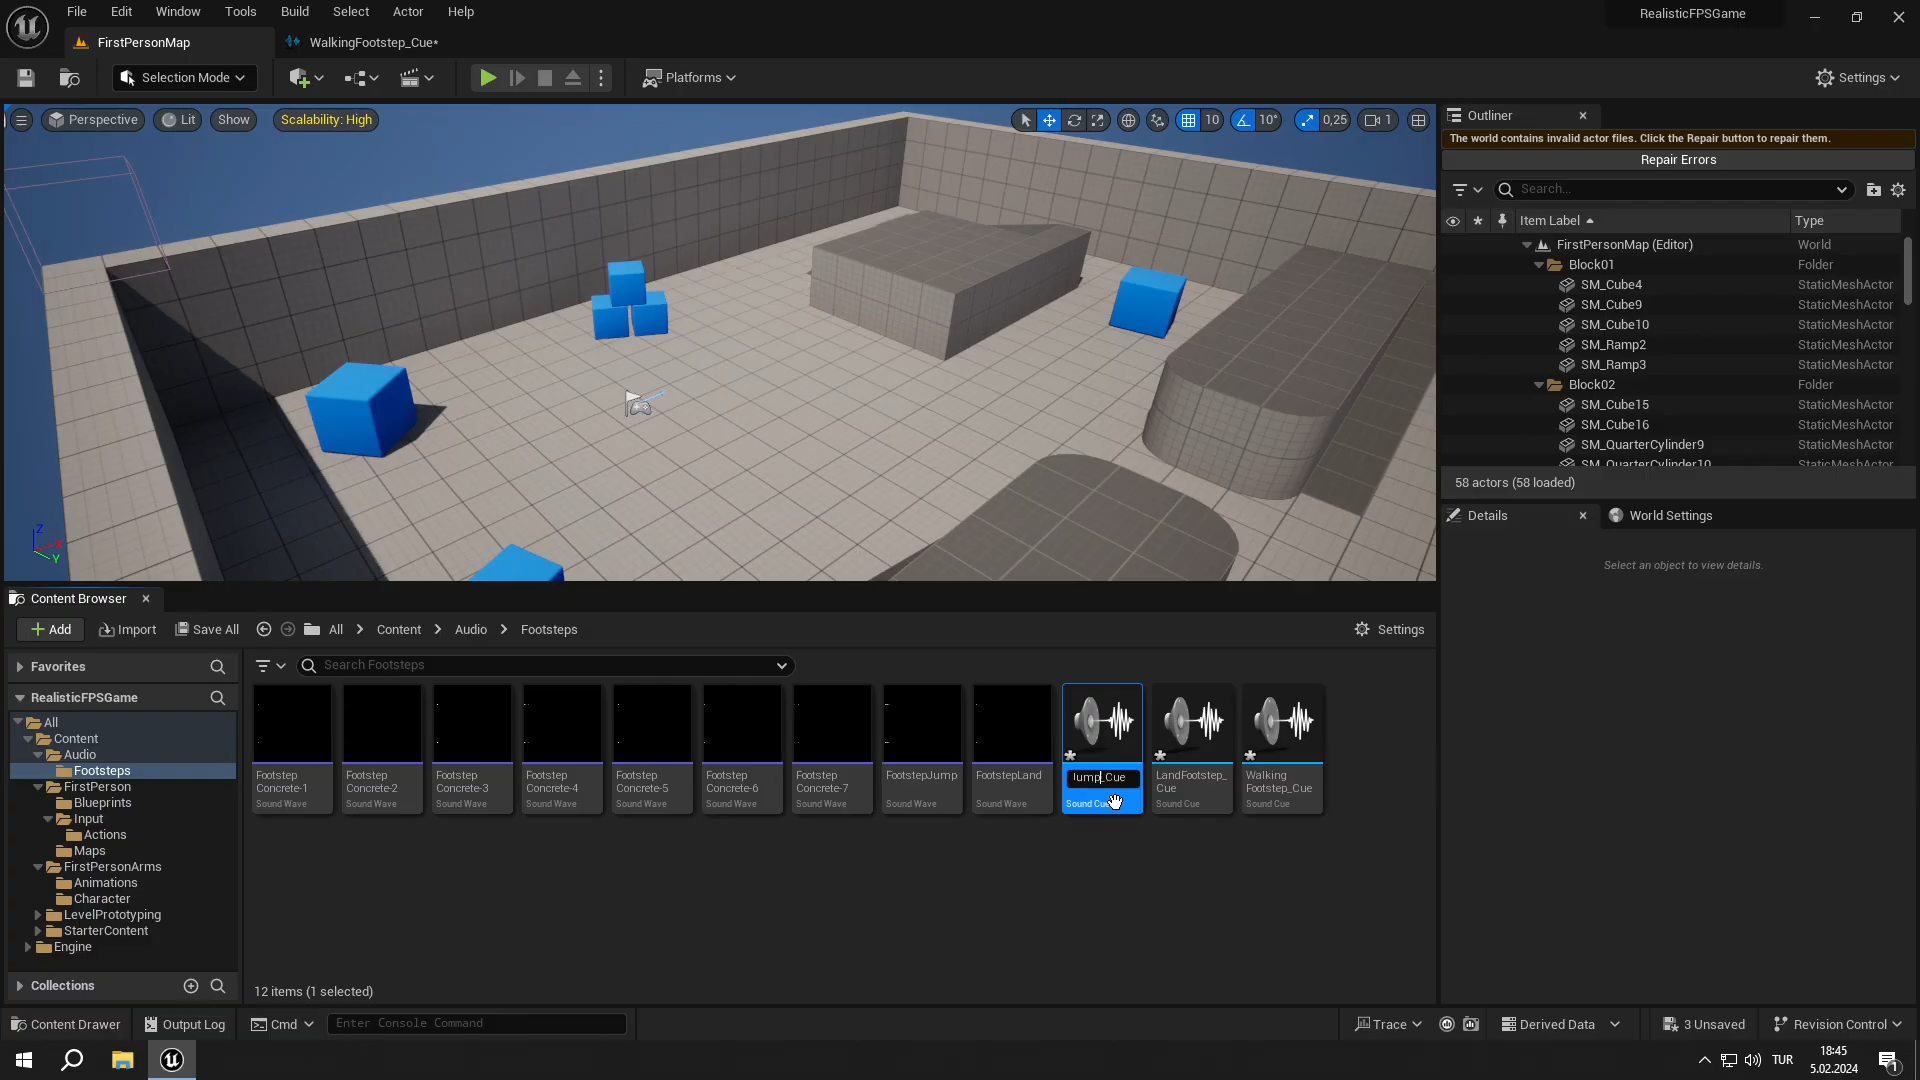 File Edit Window Tools Build Select Actor Help
RealisticFPSGame
FirstPersonMap
WalkingFootstep_Cue*
Selection Mode
Platforms
Settings
Perspective
Lit
Show
Scalability: High
10
10°
0,25
1
Outliner
The world contains invalid actor files. Click the Repair button to repair them.
Repair Errors
Search...
Item Label
Type
FirstPersonMap (Editor) World
Block01 Folder
SM_Cube4 StaticMeshActor
SM_Cube9 StaticMeshActor
SM_Cube10 StaticMeshActor
SM_Ramp2 StaticMeshActor
SM_Ramp3 StaticMeshActor
Block02 Folder
SM_Cube15 StaticMeshActor
SM_Cube16 StaticMeshActor
SM_QuarterCylinder9 StaticMeshActor
SM_QuarterCylinder10 StaticMeshActor
58 actors (58 loaded)
Details
World Settings
Select an object to view details.
Z
X
Y
Content Browser
Add
Import
Save All
All > Content > Audio > Footsteps
Settings
Favorites
Search Footsteps
RealisticFPSGame
All
Content
Audio
Footsteps
FirstPerson
Blueprints
Input
Actions
Maps
FirstPersonArms
Animations
Character
LevelPrototyping
StarterContent
Engine
Collections
Footstep
Concrete-1
Sound Wave
Footstep
Concrete-2
Sound Wave
Footstep
Concrete-3
Sound Wave
Footstep
Concrete-4
Sound Wave
Footstep
Concrete-5
Sound Wave
Footstep
Concrete-6
Sound Wave
Footstep
Concrete-7
Sound Wave
FootstepJump
Sound Wave
FootstepLand
Sound Wave
Jump_Cue
Sound Cue
LandFootstep_
Cue
Sound Cue
Walking
Footstep_Cue
Sound Cue
12 items (1 selected)
Content Drawer
Output Log
Cmd
Enter Console Command
Trace
Derived Data
3 Unsaved
Revision Control
TUR
18:45
5.02.2024
1